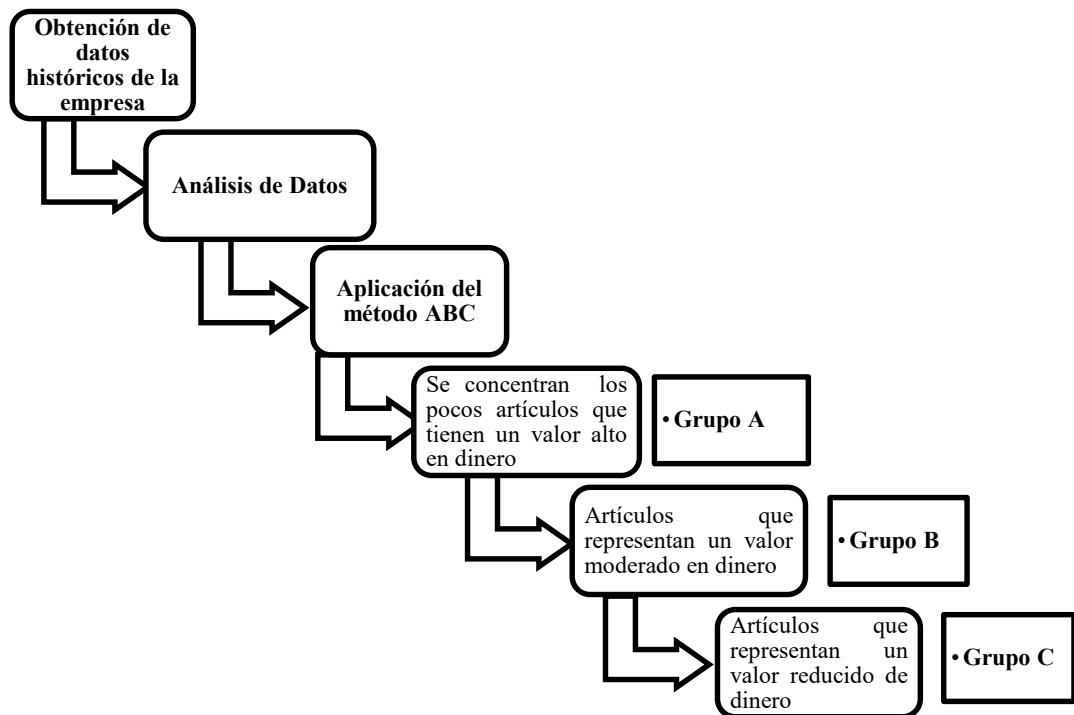 Obtención de
datos
históricos de la
empresa
Análisis de Datos
Aplicación del
método ABC
Se concentran los
pocos artículos que
tienen un valor alto
en dinero
• Grupo A
Artículos que
representan un valor
moderado en dinero
• Grupo B
Artículos que
representan un
valor reducido de
dinero
• Grupo C